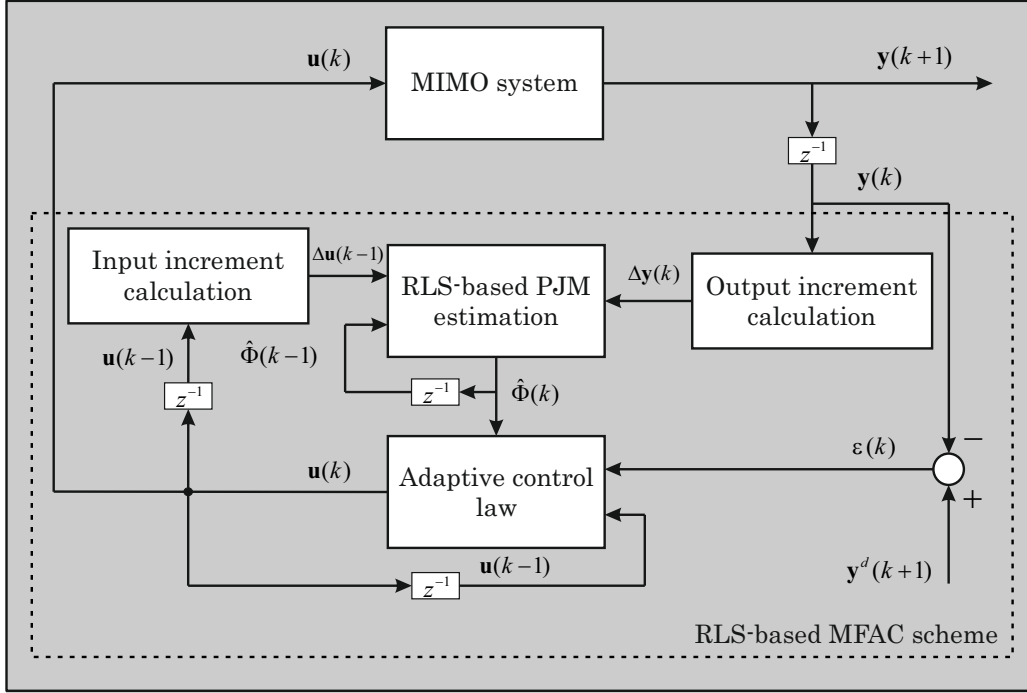 u(k)
MIMO system
y(k+1)
z⁻¹
y(k)
Input increment
calculation
Δu(k−1)
RLS-based PJM
estimation
Δy(k)
Output increment
calculation
u(k−1)
Φ̂(k−1)
z⁻¹
z⁻¹
Φ̂(k)
u(k)
Adaptive control
law
ε(k)
−
+
z⁻¹
u(k−1)
yᵈ(k+1)
RLS-based MFAC scheme